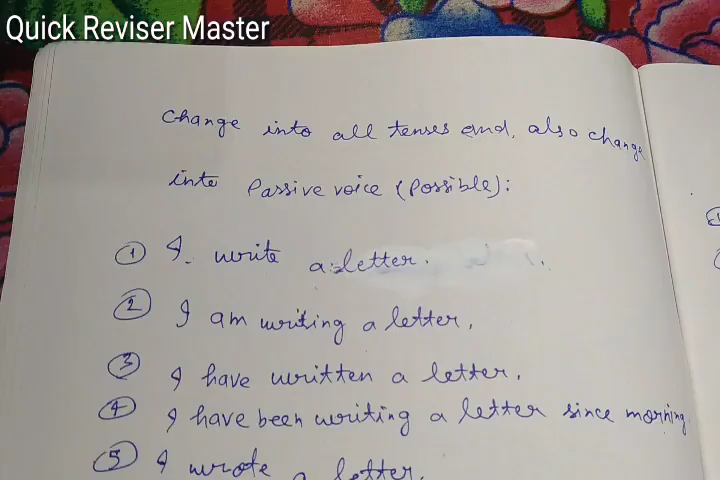 Quick Reviser Master
Change into all tenses and, also change
into Passive voice (Possible):
① I write a letter.
② I am writing a letter,
③ I have written a letter.
④ I have been writing a letter since morning
⑤ I wrote a letter.